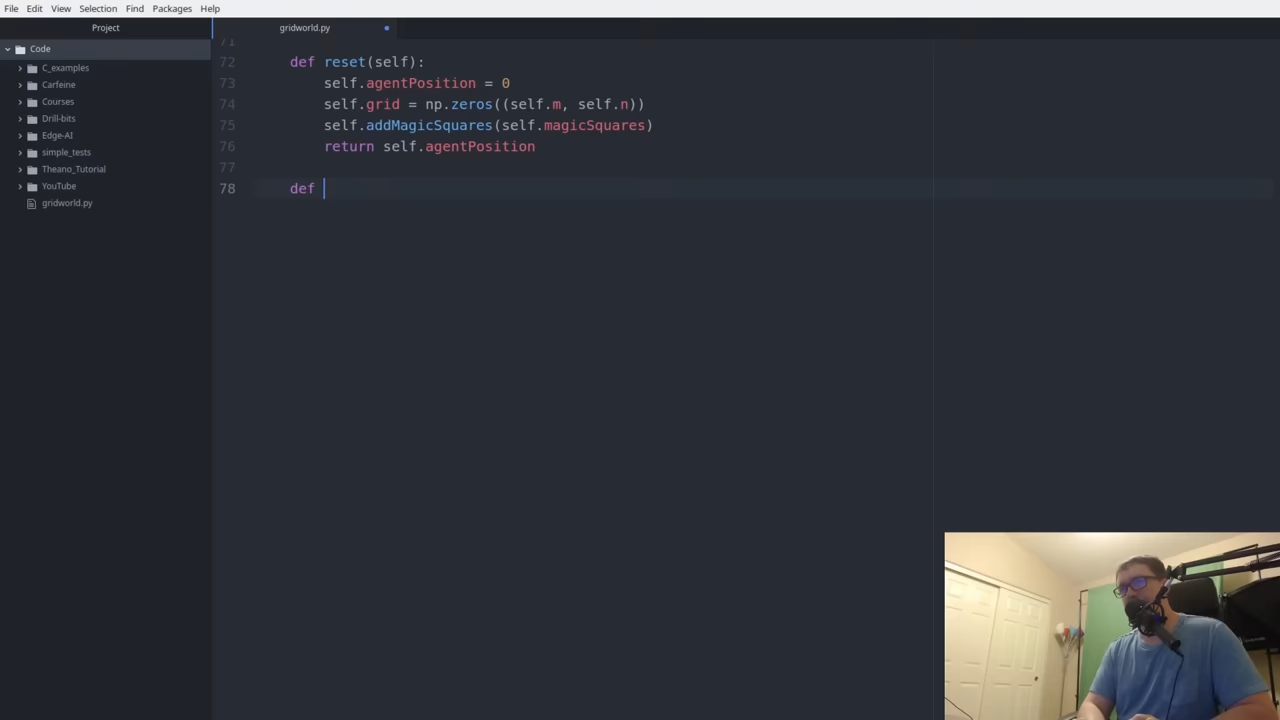 File Edit View Selection Find Packages Help
Project
gridworld.py
Code
C_examples
Carfeine
Courses
Drill-bits
Edge-AI
simple_tests
Theano_Tutorial
YouTube
gridworld.py
71
72 def reset(self):
73 self.agentPosition = 0
74 self.grid = np.zeros((self.m, self.n))
75 self.addMagicSquares(self.magicSquares)
76 return self.agentPosition
77
78 def